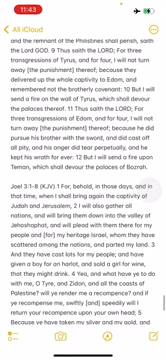 11:43
All iCloud
and the remnant of the Philistines shall perish, saith
the Lord GOD. 9 Thus saith the LORD; For three
transgressions of Tyrus, and for four, I will not turn
away [the punishment] thereof; because they
delivered up the whole captivity to Edom, and
remembered not the brotherly covenant: 10 But I will
send a fire on the wall of Tyrus, which shall devour
the palaces thereof. 11 Thus saith the LORD; For three
transgressions of Edom, and for four, I will not turn
away [the punishment] thereof; because he did
pursue his brother with the sword, and did cast off
all pity, and his anger did tear perpetually, and he
kept his wrath for ever: 12 But I will send a fire upon
Teman, which shall devour the palaces of Bozrah.
Joel 3:1-8 (KJV) 1 For, behold, in those days, and in
that time, when I shall bring again the captivity of
Judah and Jerusalem, 2 I will also gather all
nations, and will bring them down into the valley of
Jehoshaphat, and will plead with them there for my
people and [for] my heritage Israel, whom they have
scattered among the nations, and parted my land. 3
And they have cast lots for my people; and have
given a boy for an harlot, and sold a girl for wine,
that they might drink. 4 Yea, and what have ye to do
with me, O Tyre, and Zidon, and all the coasts of
Palestine? will ye render me a recompence? and if
ye recompense me, swiftly [and] speedily will I
return your recompence upon your own head; 5
Because ye have taken my silver and my gold, and